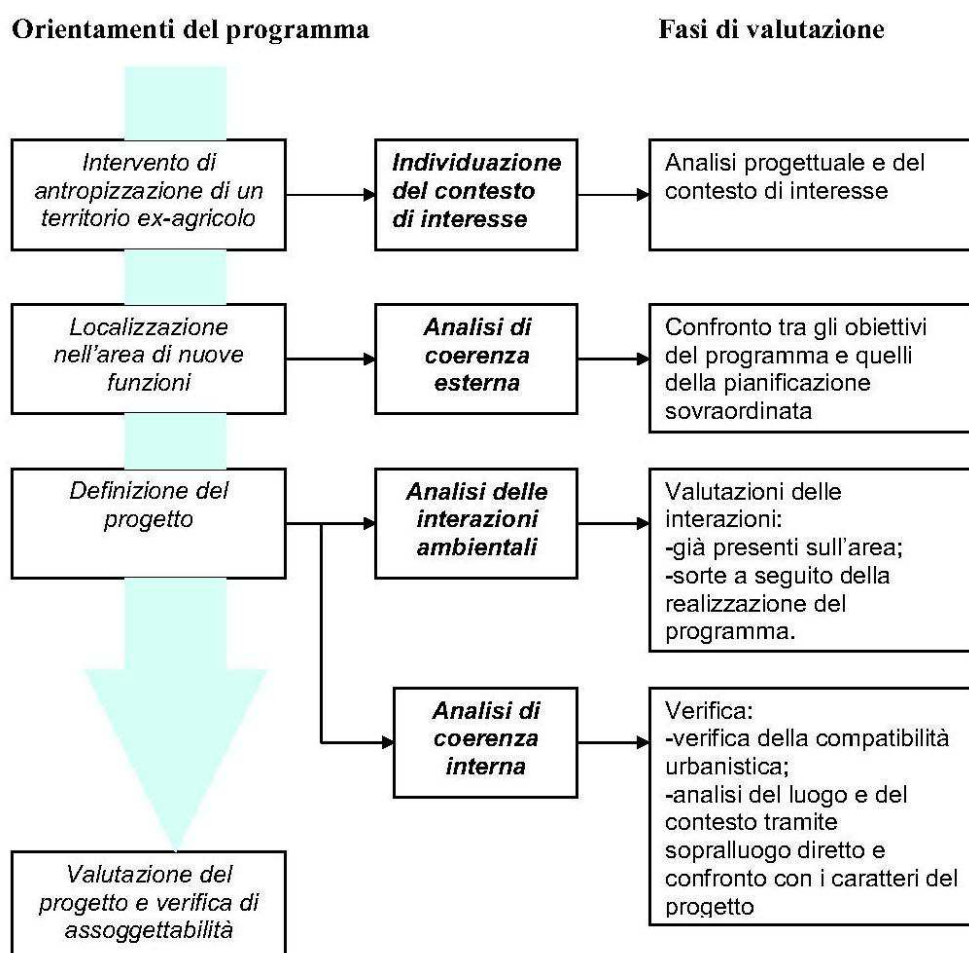 Orientamenti del programma
Fasi di valutazione
Intervento di
antropizzazione di un
territorio ex-agricolo
Individuazione
del contesto
di interesse
Analisi progettuale e del
contesto di interesse
Localizzazione
nell'area di nuove
funzioni
Analisi di
coerenza
esterna
Confronto tra gli obiettivi
del programma e quelli
della pianificazione
sovraordinata
Definizione del
progetto
Analisi delle
interazioni
ambientali
Valutazioni delle
interazioni:
-già presenti sull'area;
-sorte a seguito della
realizzazione del
programma.
Analisi di
coerenza
interna
Verifica:
-verifica della compatibilità
urbanistica;
-analisi del luogo e del
contesto tramite
sopralluogo diretto e
confronto con i caratteri del
progetto
Valutazione del
progetto e verifica di
assoggettabilità